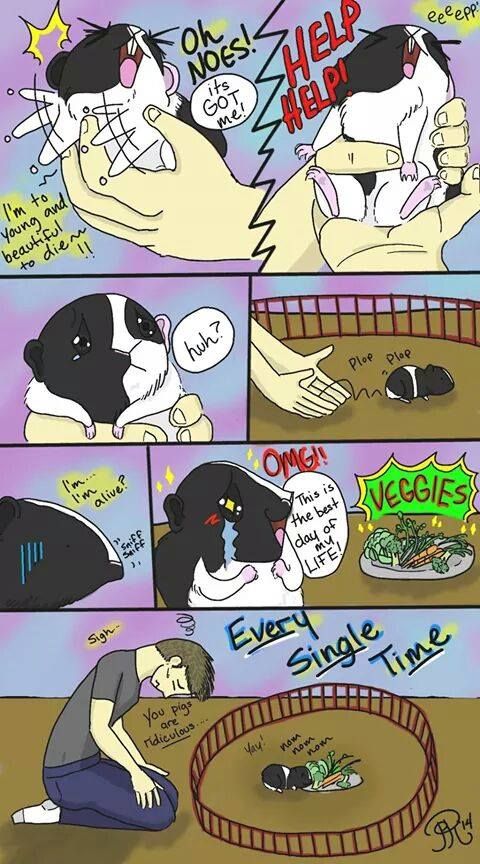 Oh
NOES!
its
GOT
me!
I'm to
young and
beautiful
to die
!!
HELP
HELP!
eeeepp!
huh?
Plop Plop
I'm...
I'm
alive?
sniff
sniff
OMG!!
This is
the best
day of
my
LIFE!
VEGGIES
Every
Single
Time
Sigh..
You pigs
are
ridiculous....
Yay!
nom
nom
nom
'14